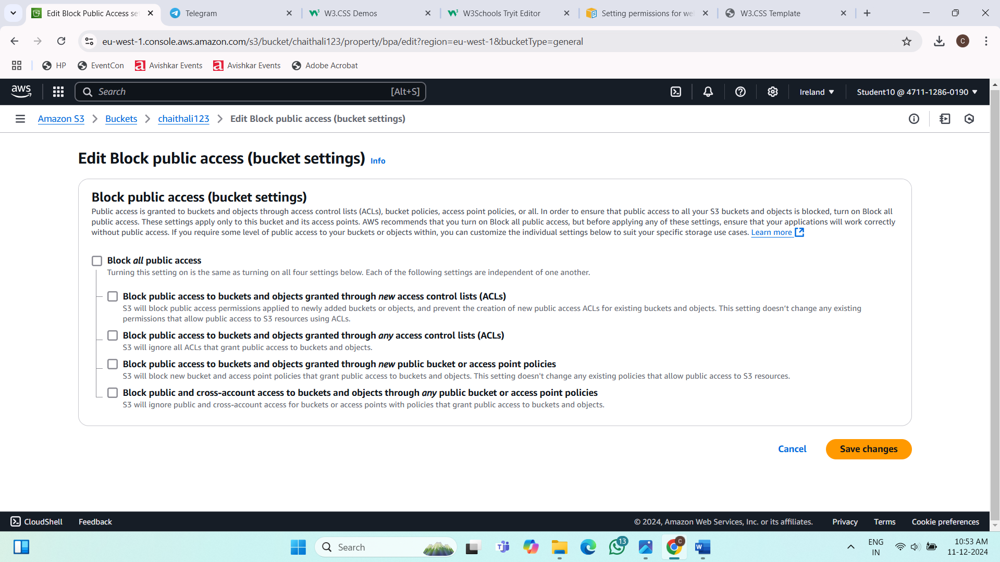 Edit Block Public Access se
Telegram
W3.CSS Demos
W3Schools Tryit Editor
Setting permissions for we
W3.CSS Template
eu-west-1.console.aws.amazon.com/s3/bucket/chaithali123/property/bpa/edit?region=eu-west-1&bucketType=general
C
HP
EventCon
Avishkar Events
Avishkar Events
Adobe Acrobat
aws
Search
[Alt+S]
Ireland
Student10 @ 4711-1286-0190
Amazon S3
Buckets
chaithali123
Edit Block public access (bucket settings)
Edit Block public access (bucket settings) Info
Block public access (bucket settings)
Public access is granted to buckets and objects through access control lists (ACLs), bucket policies, access point policies, or all. In order to ensure that public access to all your S3 buckets and objects is blocked, turn on Block all
public access. These settings apply only to this bucket and its access points. AWS recommends that you turn on Block all public access, but before applying any of these settings, ensure that your applications will work correctly
without public access. If you require some level of public access to your buckets or objects within, you can customize the individual settings below to suit your specific storage use cases. Learn more
Block all public access
Turning this setting on is the same as turning on all four settings below. Each of the following settings are independent of one another.
Block public access to buckets and objects granted through new access control lists (ACLs)
S3 will block public access permissions applied to newly added buckets or objects, and prevent the creation of new public access ACLs for existing buckets and objects. This setting doesn’t change any existing
permissions that allow public access to S3 resources using ACLs.
Block public access to buckets and objects granted through any access control lists (ACLs)
S3 will ignore all ACLs that grant public access to buckets and objects.
Block public access to buckets and objects granted through new public bucket or access point policies
S3 will block new bucket and access point policies that grant public access to buckets and objects. This setting doesn't change any existing policies that allow public access to S3 resources.
Block public and cross-account access to buckets and objects through any public bucket or access point policies
S3 will ignore public and cross-account access for buckets or access points with policies that grant public access to buckets and objects.
Cancel
Save changes
CloudShell
Feedback
© 2024, Amazon Web Services, Inc. or its affiliates.
Privacy
Terms
Cookie preferences
Search
13
C
ENG
IN
10:53 AM
11-12-2024